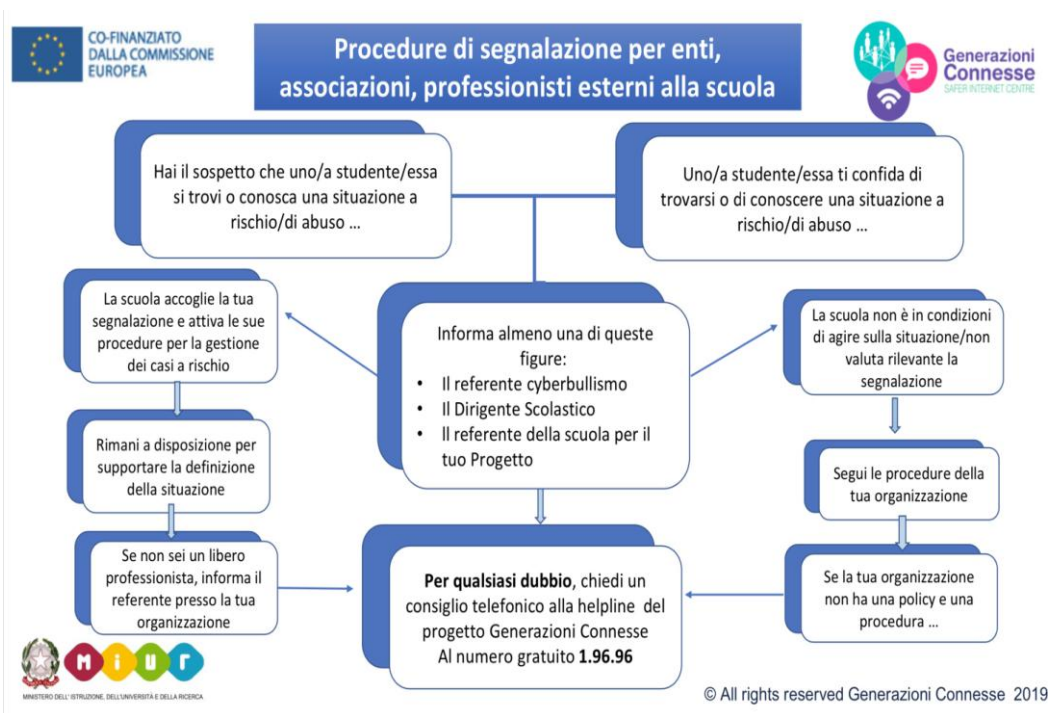 CO-FINANZIATO
DALLA COMMISSIONE
EUROPEA
Procedure di segnalazione per enti,
associazioni, professionisti esterni alla scuola
Generazioni
Connesse
SAFER INTERNET CENTRE
Hai il sospetto che uno/a studente/essa
si trovi o conosca una situazione a
rischio/di abuso ...
Uno/a studente/essa ti confida di
trovarsi o di conoscere una situazione a
rischio/di abuso ...
La scuola accoglie la tua
segnalazione e attiva le sue
procedure per la gestione
dei casi a rischio
Informa almeno una di queste
figure:
• Il referente cyberbullismo
• Il Dirigente Scolastico
• Il referente della scuola per il
tuo Progetto
La scuola non è in condizioni
di agire sulla situazione/non
valuta rilevante la
segnalazione
Rimani a disposizione per
supportare la definizione
della situazione
Segui le procedure della
tua organizzazione
Se non sei un libero
professionista, informa il
referente presso la tua
organizzazione
Per qualsiasi dubbio, chiedi un
consiglio telefonico alla helpline del
progetto Generazioni Connesse
Al numero gratuito 1.96.96
Se la tua organizzazione
non ha una policy e una
procedura ...
miur
MINISTERO DELL' ISTRUZIONE, DELL'UNIVERSITÀ E DELLA RICERCA
© All rights reserved Generazioni Connesse 2019